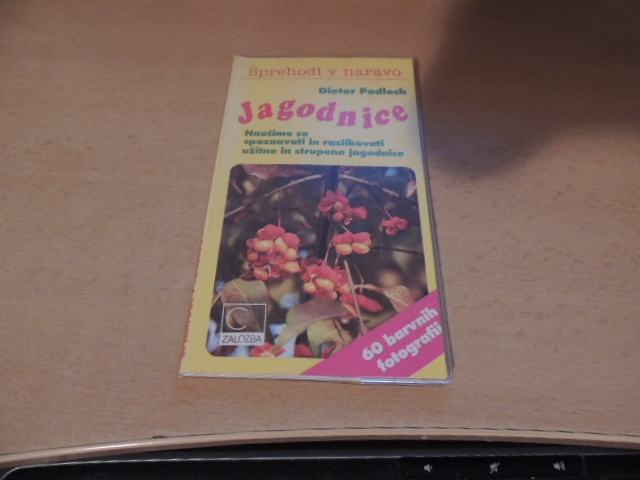 Sprehodi v naravo
Dieter Podlech
Jagodnice
Naučimo se
spoznavati in razlikovati
užitne in strupene jagodnice
60 barvnih
fotografij
C
ZALOŽBA